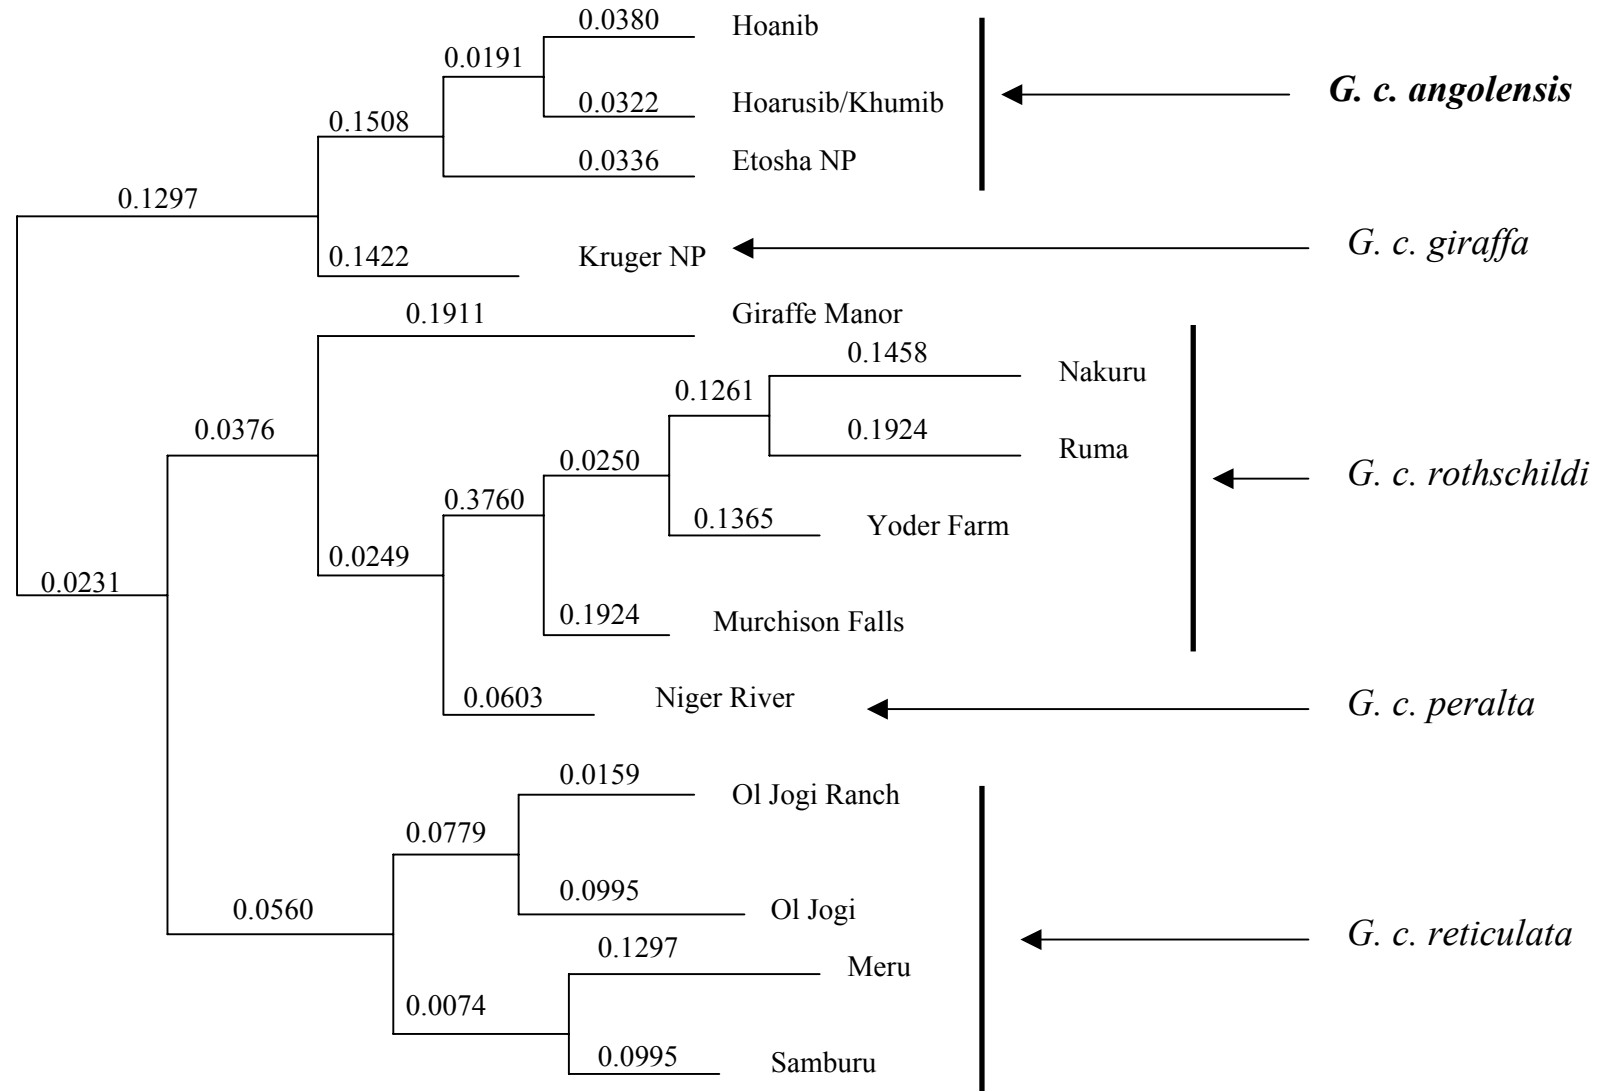 0.0380 Hoanib
0.0191
0.0322 Hoarusib/Khumib
G. c. angolensis
0.1508
0.0336 Etosha NP
0.1297
0.1422 Kruger NP
G. c. giraffa
0.1911 Giraffe Manor
0.1458 Nakuru
0.1261
0.0376
0.1924 Ruma
0.0250
G. c. rothschildi
0.3760
0.1365 Yoder Farm
0.0249
0.0231
0.1924 Murchison Falls
0.0603 Niger River
G. c. peralta
0.0159 Ol Jogi Ranch
0.0779
0.0995 Ol Jogi
0.0560
G. c. reticulata
0.1297 Meru
0.0074
0.0995 Samburu